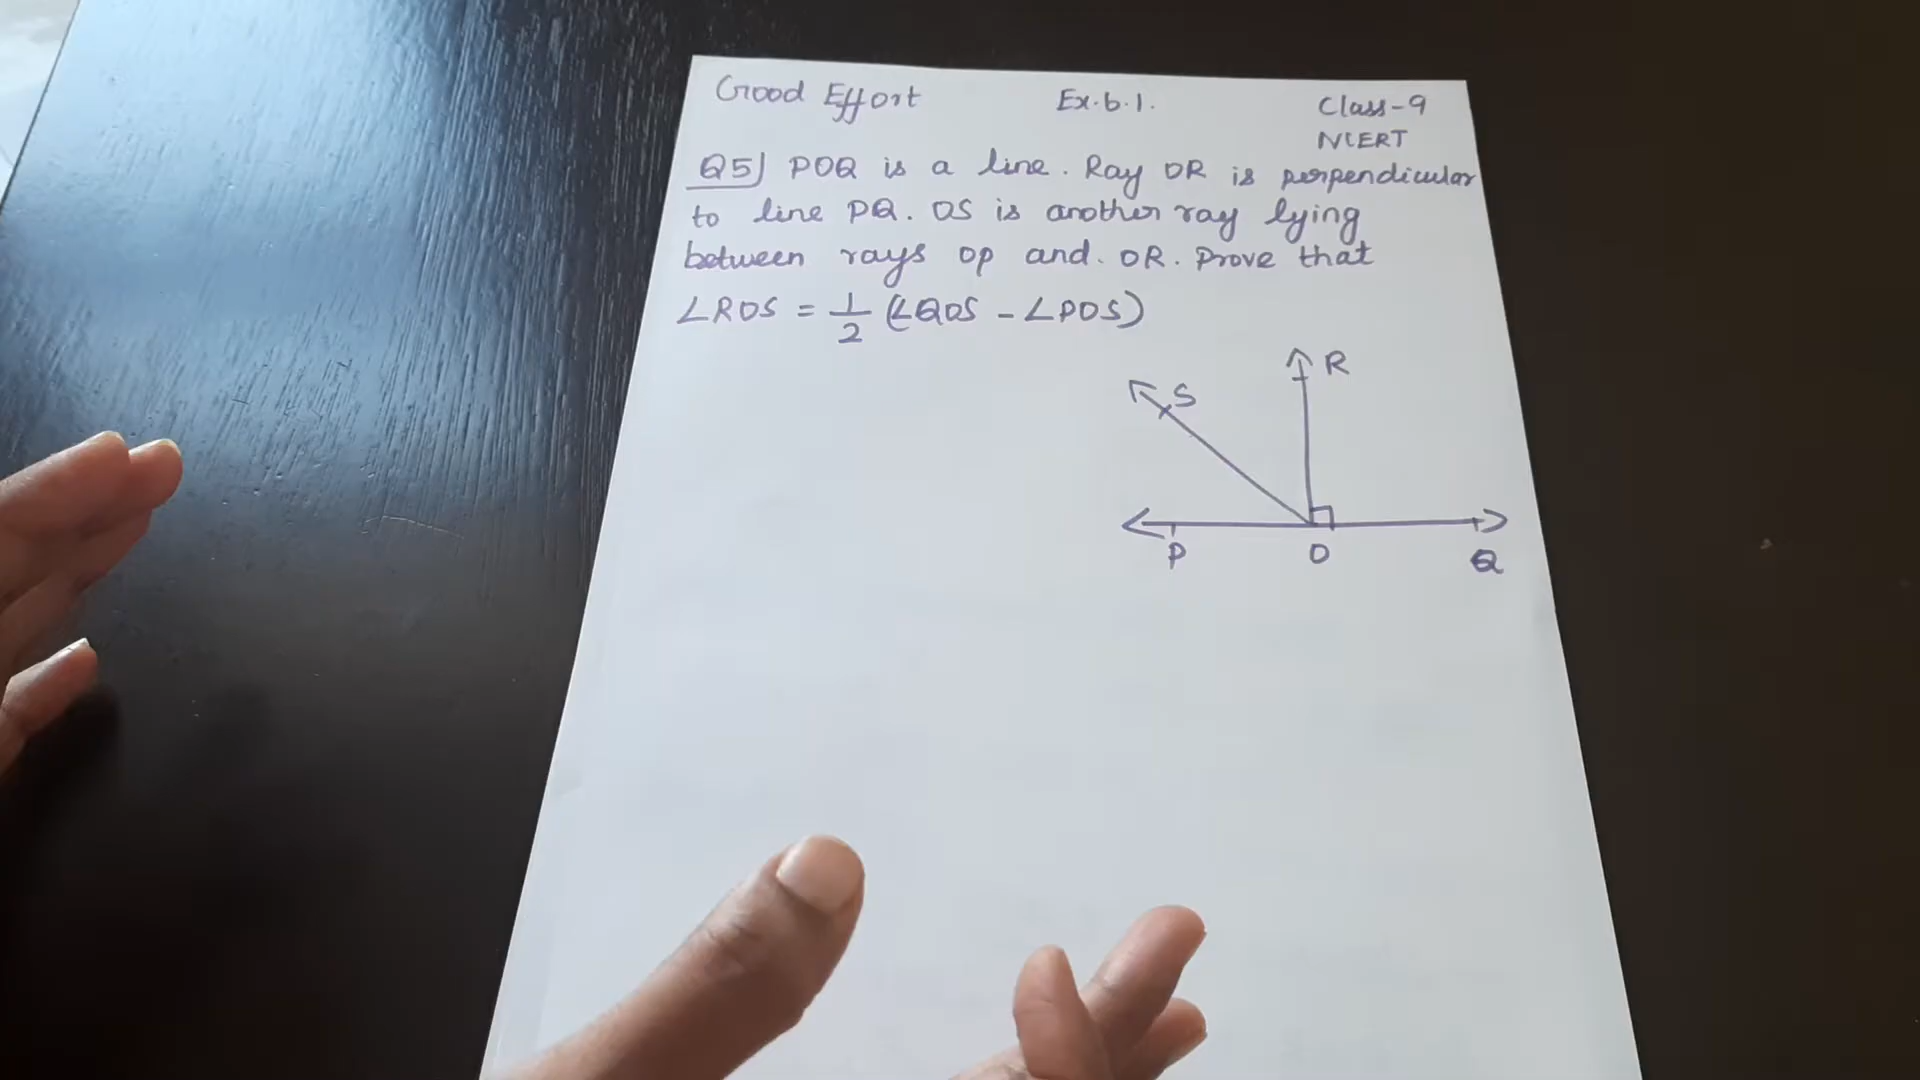 Good Effort Ex.6.1. Class-9
NCERT
Q5) POQ is a line. Ray OR is perpendicular
to line PQ. OS is another ray lying
between rays OP and. OR. Prove that
∠ROS = 1/2 (∠QOS - ∠POS)
R
S
P O Q